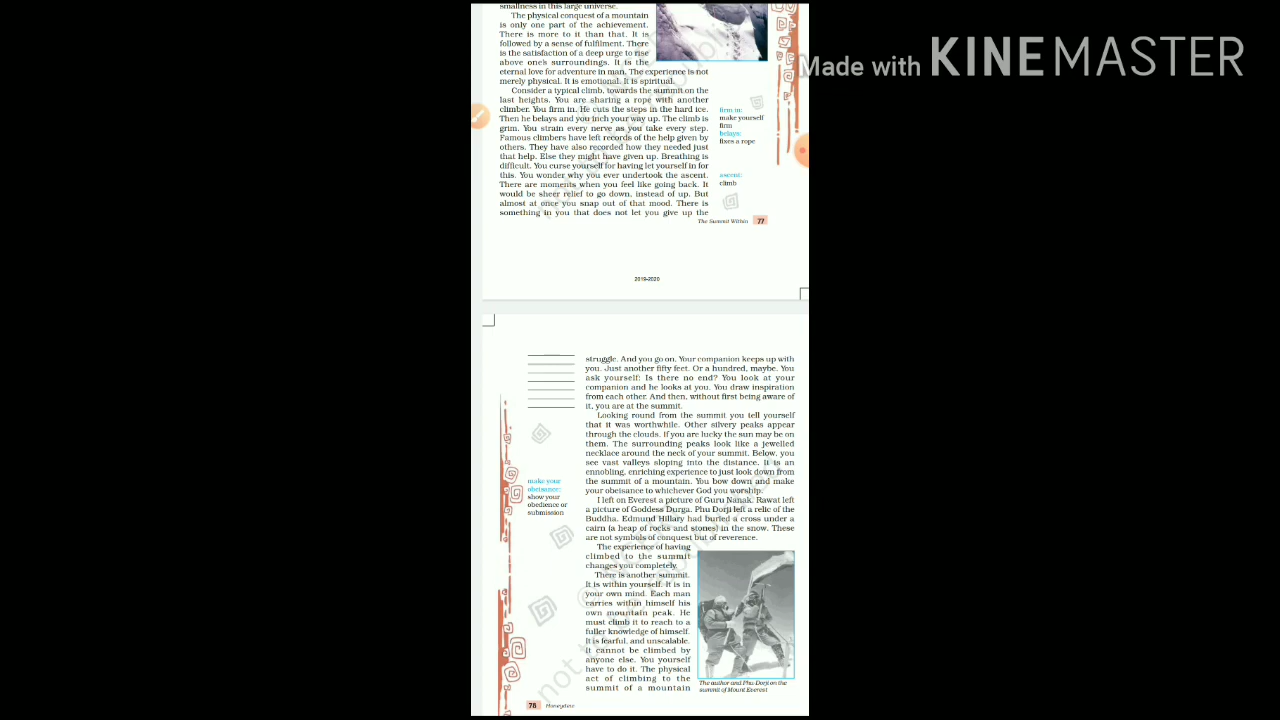 smallness in this large universe.
The physical conquest of a mountain
is only one part of the achievement.
There is more to it than that. It is
followed by a sense of fulfilment. There
is the satisfaction of a deep urge to rise
above one's surroundings. It is the
eternal love for adventure in man. The experience is not
merely physical. It is emotional. It is spiritual.
Consider a typical climb, towards the summit on the
last heights. You are sharing a rope with another
climber. You firm in. He cuts the steps in the hard ice.
Then he belays and you inch your way up. The climb is
grim. You strain every nerve as you take every step.
Famous climbers have left records of the help given by
others. They have also recorded how they needed just
that help. Else they might have given up. Breathing is
difficult. You curse yourself for having let yourself in for
this. You wonder why you ever undertook the ascent.
There are moments when you feel like going back. It
would be sheer relief to go down, instead of up. But
almost at once you snap out of that mood. There is
something in you that does not let you give up the
firm in:
make yourself
firm
belays:
fixes a rope
ascent:
climb
The Summit Within 77
2019-2020
Made with KINEMASTER
struggle. And you go on. Your companion keeps up with
you. Just another fifty feet. Or a hundred, maybe. You
ask yourself: Is there no end? You look at your
companion and he looks at you. You draw inspiration
from each other. And then, without first being aware of
it, you are at the summit.
Looking round from the summit you tell yourself
that it was worthwhile. Other silvery peaks appear
through the clouds. If you are lucky the sun may be on
them. The surrounding peaks look like a jewelled
necklace around the neck of your summit. Below, you
see vast valleys sloping into the distance. It is an
ennobling, enriching experience to just look down from
the summit of a mountain. You bow down and make
your obeisance to whichever God you worship.
I left on Everest a picture of Guru Nanak. Rawat left
a picture of Goddess Durga. Phu Dorji left a relic of the
Buddha. Edmund Hillary had buried a cross under a
cairn (a heap of rocks and stones) in the snow. These
are not symbols of conquest but of reverence.
The experience of having
climbed to the summit
changes you completely.
There is another summit.
It is within yourself. It is in
your own mind. Each man
carries within himself his
own mountain peak. He
must climb it to reach to a
fuller knowledge of himself.
It is fearful, and unscalable.
It cannot be climbed by
anyone else. You yourself
have to do it. The physical
act of climbing to the
summit of a mountain
make your
obeisance:
show your
obedience or
submission
The author and Phu-Dorji on the
summit of Mount Everest
78 Honeydew
not